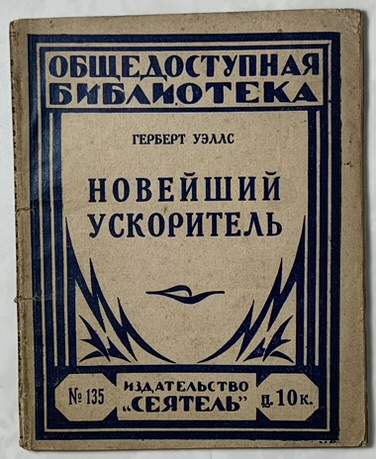 ОБЩЕДОСТУПНАЯ
БИБЛИОТЕКА
ГЕРБЕРТ УЭЛЛС
НОВЕЙШИЙ
УСКОРИТЕЛЬ
№ 135
ИЗДАТЕЛЬСТВО
„СЕЯТЕЛЬ"
ц. 10 к.